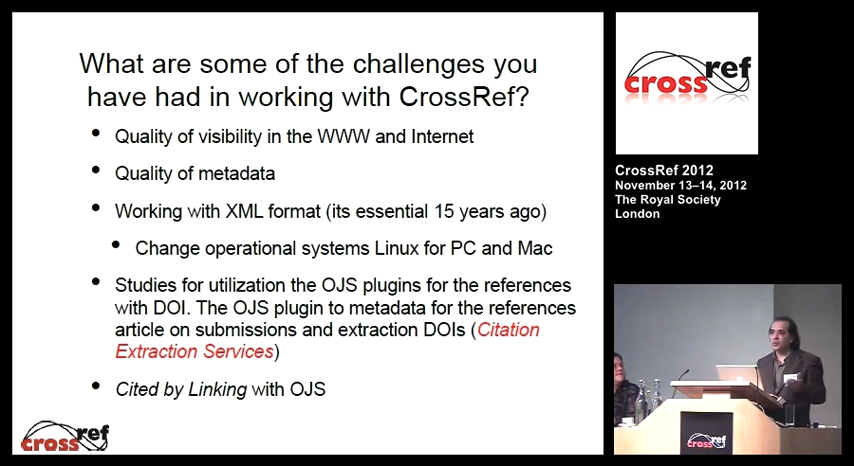 What are some of the challenges you
have had in working with CrossRef?
• Quality of visibility in the WWW and Internet
• Quality of metadata
• Working with XML format (its essential 15 years ago)
• Change operational systems Linux for PC and Mac
• Studies for utilization the OJS plugins for the references
with DOI. The OJS plugin to metadata for the references
article on submissions and extraction DOIs (Citation
Extraction Services)
• Cited by Linking with OJS
crossref
crossref
CrossRef 2012
November 13–14, 2012
The Royal Society
London
crossref